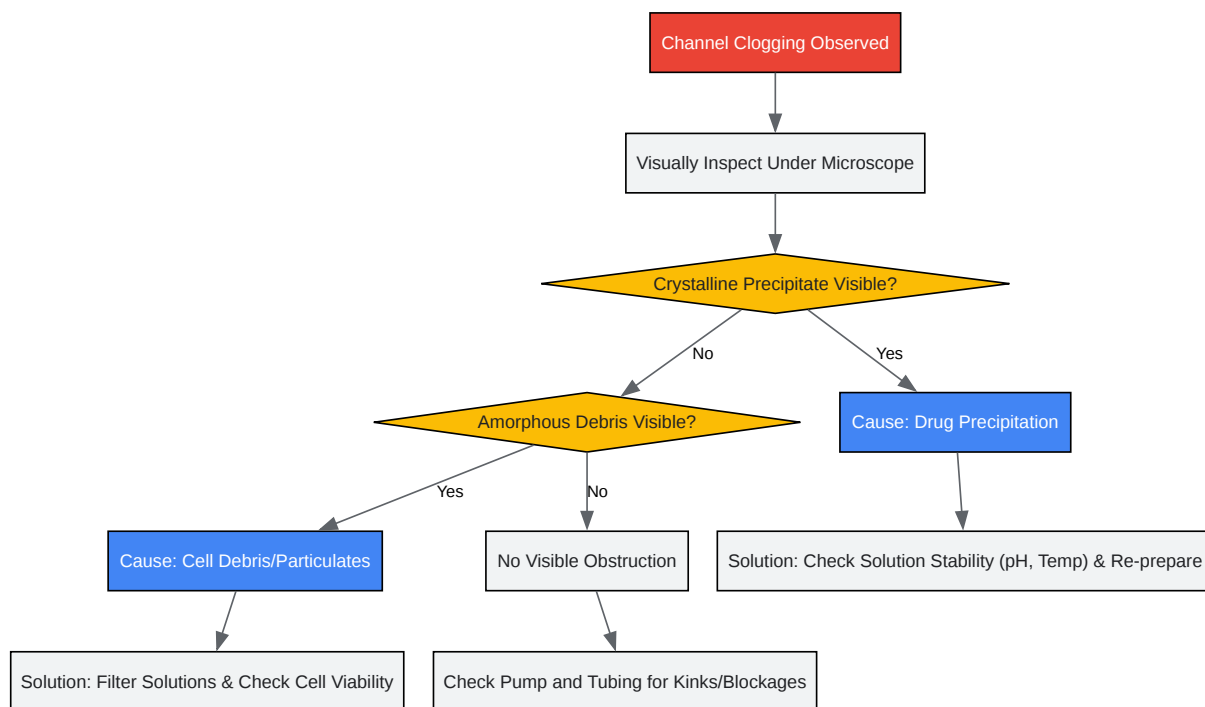 Channel Clogging Observed
Visually Inspect Under Microscope
Crystalline Precipitate Visible?
No
Yes
Amorphous Debris Visible?
Cause: Drug Precipitation
Yes
No
Cause: Cell Debris/Particulates
No Visible Obstruction
Solution: Check Solution Stability (pH, Temp) & Re-prepare
Solution: Filter Solutions & Check Cell Viability
Check Pump and Tubing for Kinks/Blockages